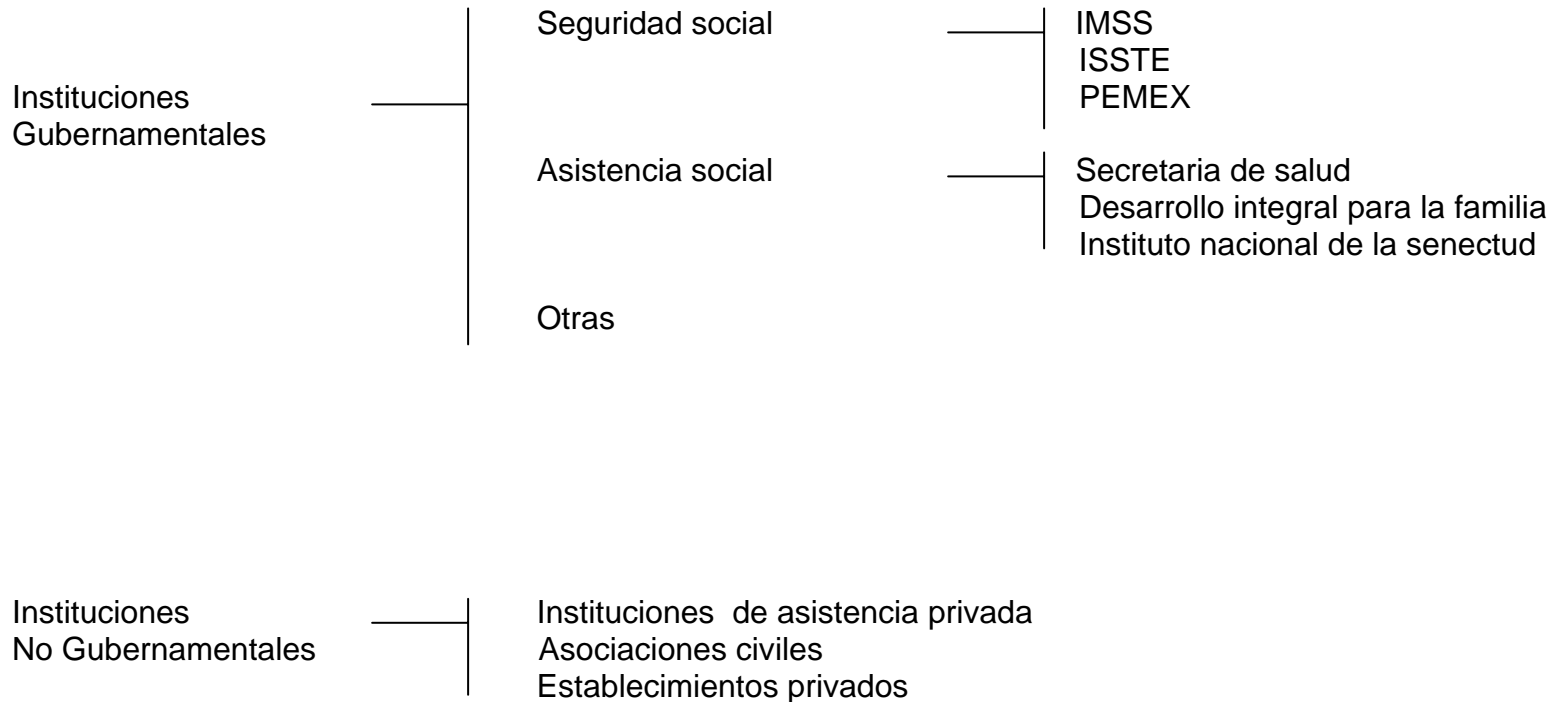 Seguridad social
IMSS
ISSTE
PEMEX
Instituciones
Gubernamentales
Asistencia social
Secretaria de salud
Desarrollo integral para la familia
Instituto nacional de la senectud
Otras
Instituciones
No Gubernamentales
Instituciones de asistencia privada
Asociaciones civiles
Establecimientos privados